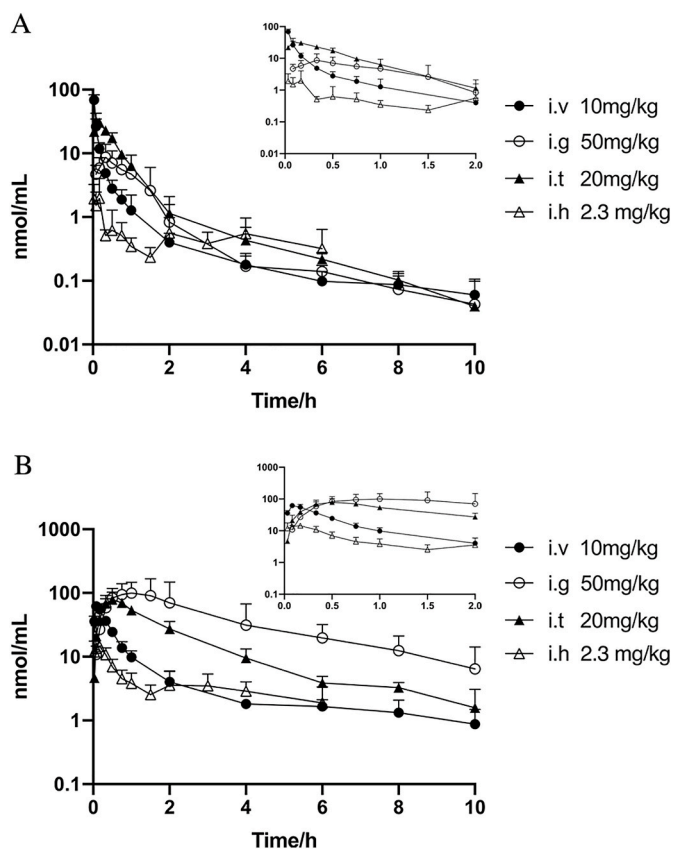 A
100
10
1
0.1
0.01
nmol/mL
0 2 4 6 8 10
Time/h
100
10
1
0.1
0.01
0.0 0.5 1.0 1.5 2.0
i.v 10mg/kg
i.g 50mg/kg
i.t 20mg/kg
i.h 2.3 mg/kg
B
1000
100
10
1
0.1
nmol/mL
0 2 4 6 8 10
Time/h
1000
100
10
1
0.1
0.0 0.5 1.0 1.5 2.0
i.v 10mg/kg
i.g 50mg/kg
i.t 20mg/kg
i.h 2.3 mg/kg